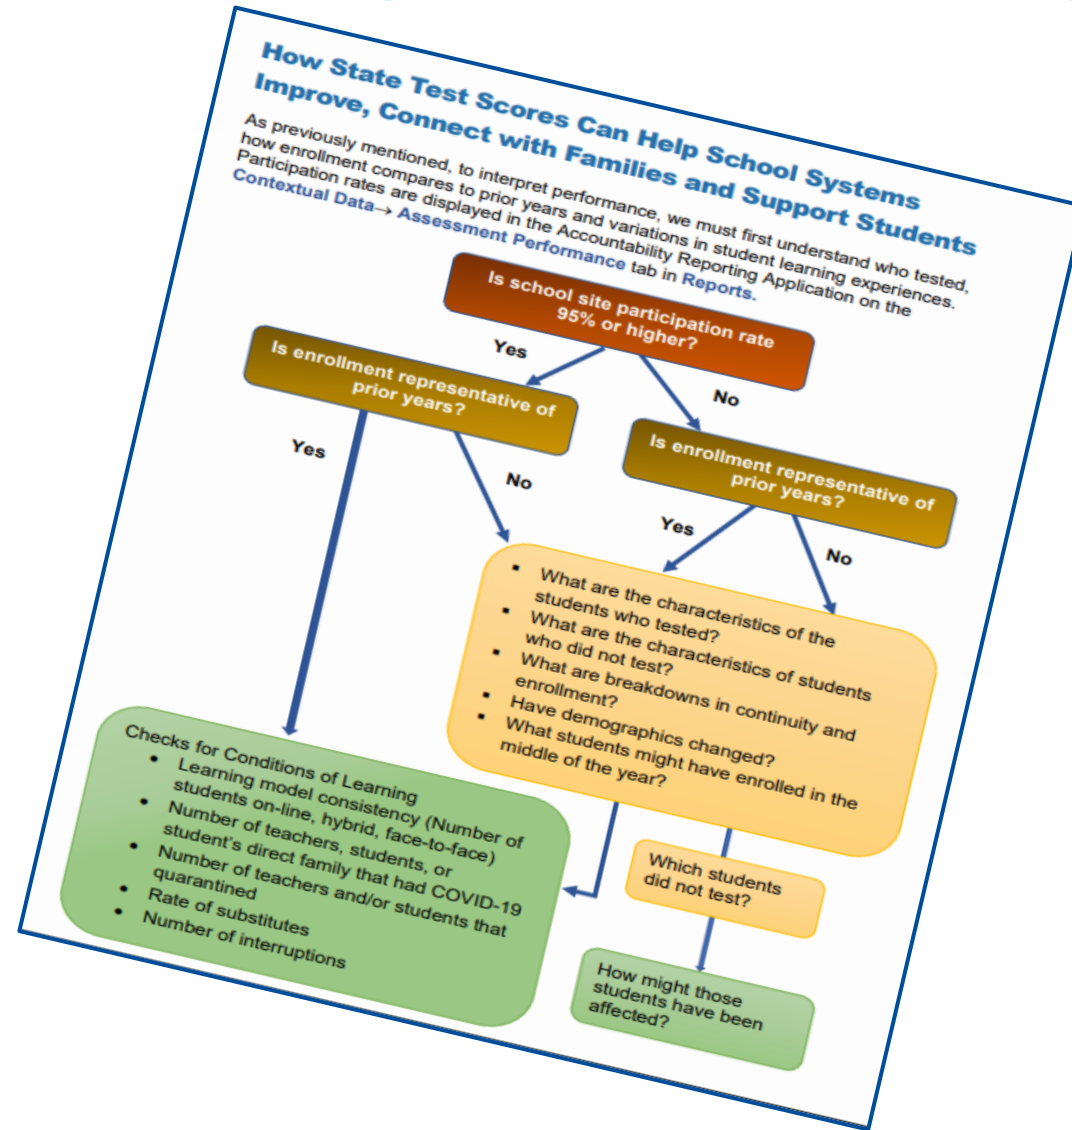 How State Test Scores Can Help School Systems
Improve, Connect with Families and Support Students
As previously mentioned, to interpret performance, we must first understand who tested,
how enrollment compares to prior years and variations in student learning experiences.
Participation rates are displayed in the Accountability Reporting Application on the
Contextual Data→ Assessment Performance tab in Reports.
Is school site participation rate
95% or higher?
Yes
No
Is enrollment representative of
prior years?
Is enrollment representative of
prior years?
Yes
No
Yes
No
▪ What are the characteristics of the
students who tested?
▪ What are the characteristics of students
who did not test?
▪ What are breakdowns in continuity and
enrollment?
▪ Have demographics changed?
▪ What students might have enrolled in the
middle of the year?
Checks for Conditions of Learning
• Learning model consistency (Number of
students on-line, hybrid, face-to-face)
• Number of teachers, students, or
student's direct family that had COVID-19
• Number of teachers and/or students that
quarantined
• Rate of substitutes
• Number of interruptions
Which students
did not test?
How might those
students have been
affected?